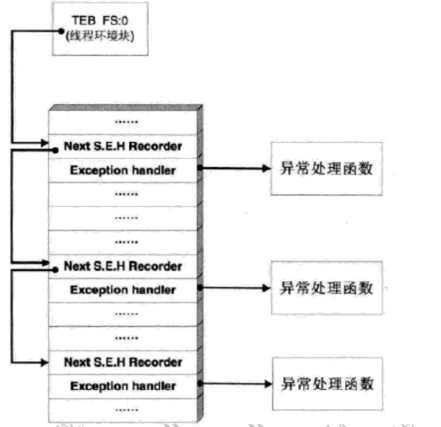 TEB FS:0
(线程环境块)
......
Next S.E.H Recorder
Exception handler
异常处理函数
......
......
......
Next S.E.H Recorder
Exception handler
异常处理函数
......
......
Next S.E.H Recorder
Exception handler
异常处理函数
......